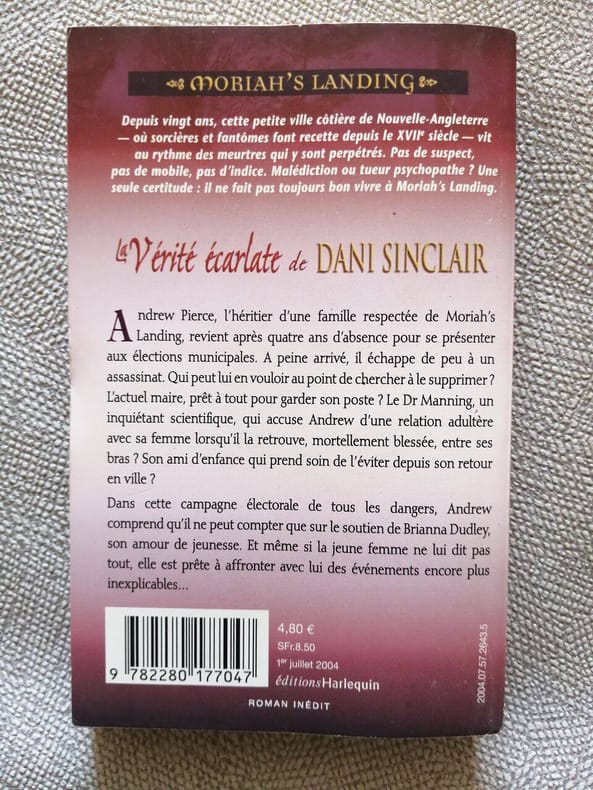 MORIAH'S LANDING
Depuis vingt ans, cette petite ville côtière de Nouvelle-Angleterre
— où sorcières et fantômes font recette depuis le XVIIe siècle — vit
au rythme des meurtres qui y sont perpétrés. Pas de suspect,
pas de mobile, pas d'indice. Malédiction ou tueur psychopathe ? Une
seule certitude : il ne fait pas toujours bon vivre à Moriah's Landing.
La Vérité écarlate de DANI SINCLAIR
Andrew Pierce, l'héritier d'une famille respectée de Moriah's
Landing, revient après quatre ans d'absence pour se présenter
aux élections municipales. A peine arrivé, il échappe de peu à un
assassinat. Qui peut lui en vouloir au point de chercher à le supprimer ?
L'actuel maire, prêt à tout pour garder son poste ? Le Dr Manning, un
inquiétant scientifique, qui accuse Andrew d'une relation adultère
avec sa femme lorsqu'il la retrouve, mortellement blessée, entre ses
bras ? Son ami d'enfance qui prend soin de l'éviter depuis son retour
en ville ?
Dans cette campagne électorale de tous les dangers, Andrew
comprend qu'il ne peut compter que sur le soutien de Brianna Dudley,
son amour de jeunesse. Et même si la jeune femme ne lui dit pas
tout, elle est prête à affronter avec lui des événements encore plus
inexplicables...
4,80 €
SFr.8.50
1er juillet 2004
éditionsHarlequin
9 782280 177047
ROMAN INÉDIT
2004.07.57.2643.5